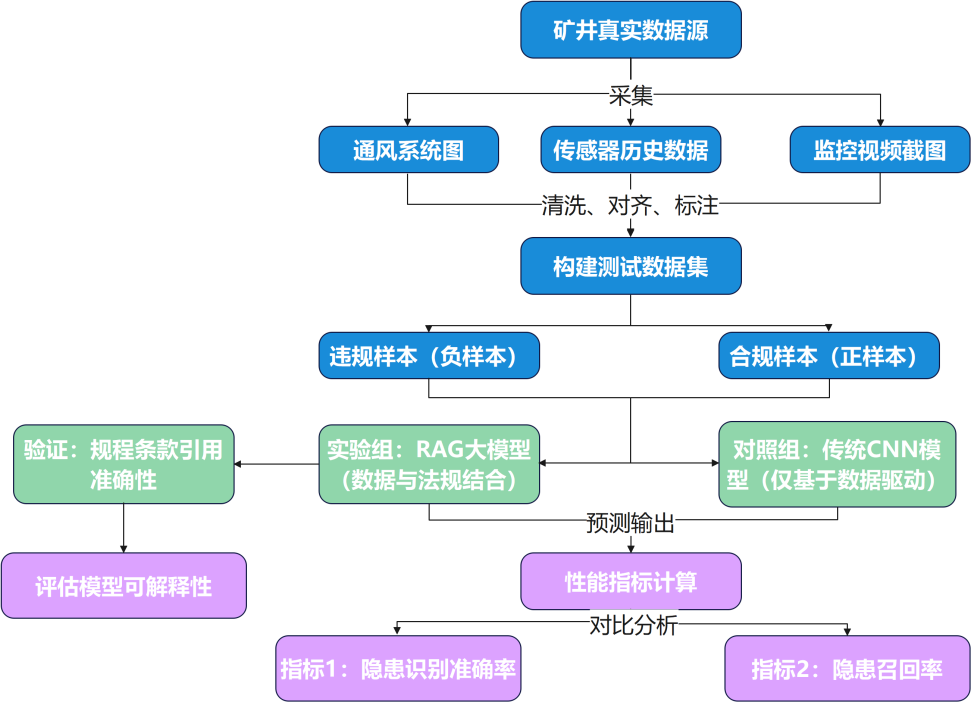 矿井真实数据源
采集
通风系统图
传感器历史数据
监控视频截图
清洗、对齐、标注
构建测试数据集
违规样本（负样本）
合规样本（正样本）
验证：规程条款引用
准确性
实验组：RAG大模型
（数据与法规结合）
对照组：传统CNN模
型（仅基于数据驱动）
预测输出
评估模型可解释性
性能指标计算
对比分析
指标1：隐患识别准确率
指标2：隐患召回率